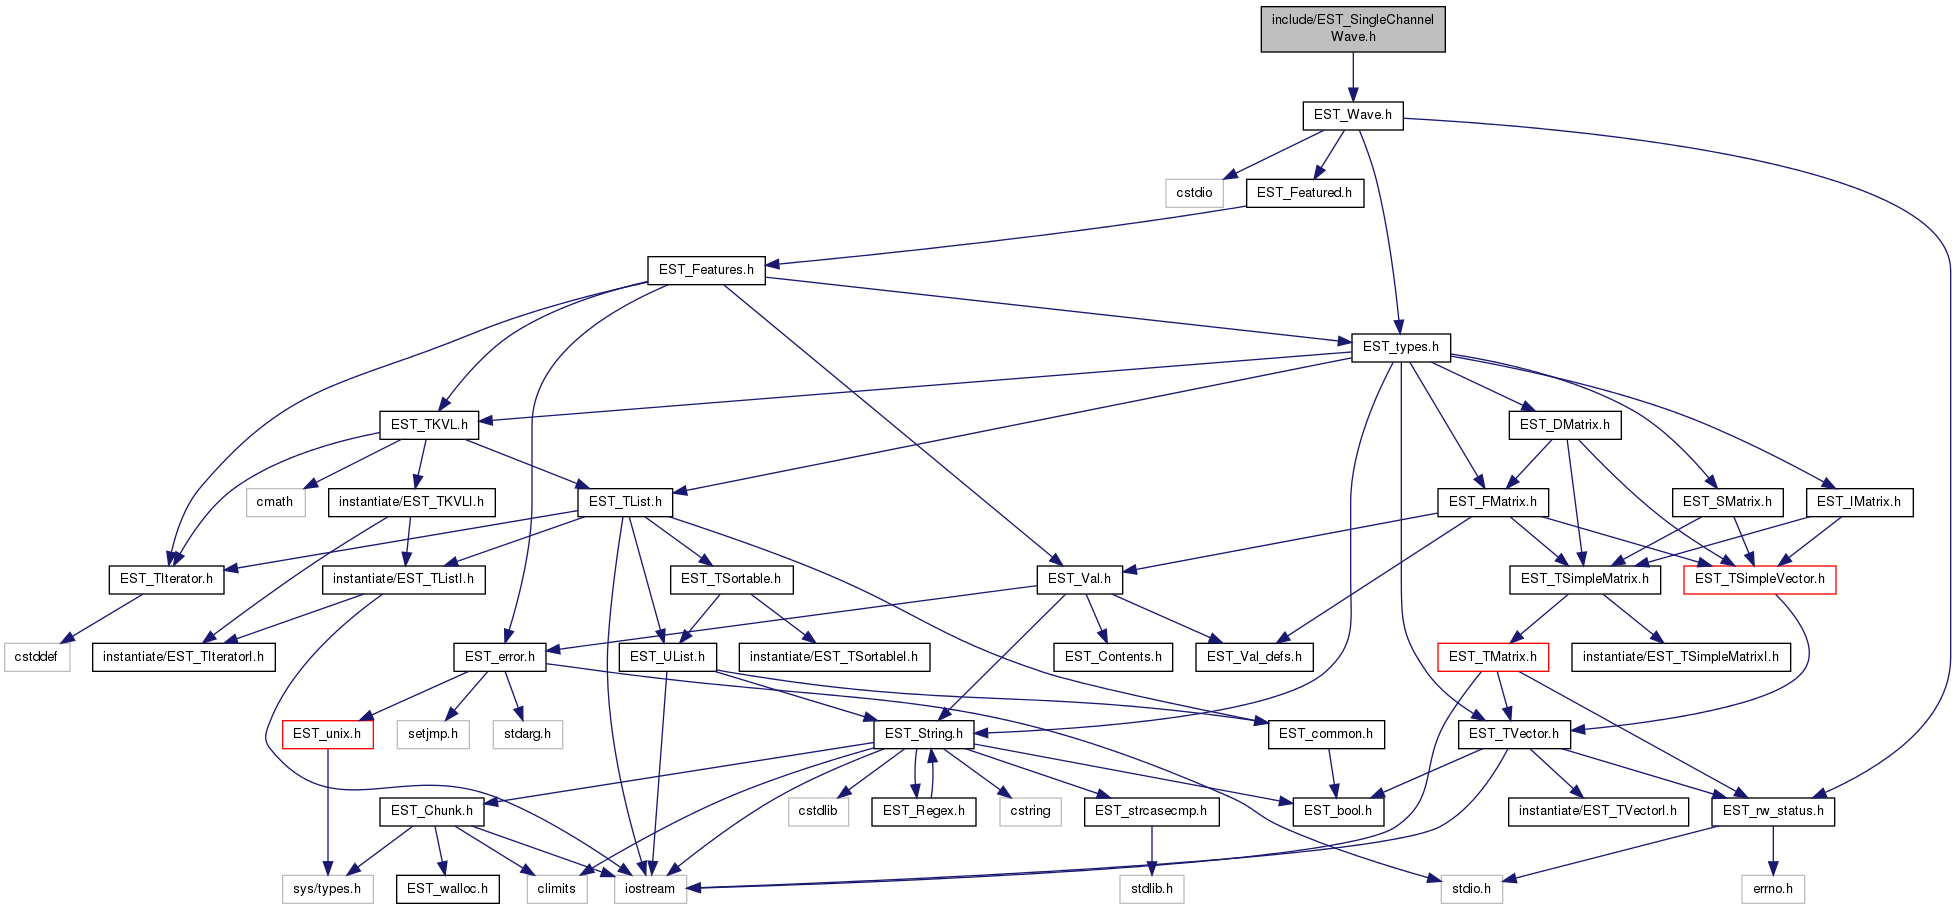 include/EST_SingleChannel
Wave.h
EST_Wave.h
cstdio
EST_Featured.h
EST_Features.h
EST_types.h
EST_TKVL.h
EST_DMatrix.h
cmath
instantiate/EST_TKVLI.h
EST_TList.h
EST_FMatrix.h
EST_SMatrix.h
EST_IMatrix.h
EST_TIterator.h
instantiate/EST_TListI.h
EST_TSortable.h
EST_Val.h
EST_TSimpleMatrix.h
EST_TSimpleVector.h
cstddef
instantiate/EST_TIteratorI.h
EST_error.h
EST_UList.h
instantiate/EST_TSortableI.h
EST_Contents.h
EST_Val_defs.h
EST_TMatrix.h
instantiate/EST_TSimpleMatrixI.h
EST_unix.h
setjmp.h
stdarg.h
EST_String.h
EST_common.h
EST_TVector.h
EST_Chunk.h
cstdlib
EST_Regex.h
cstring
EST_strcasecmp.h
EST_bool.h
instantiate/EST_TVectorI.h
EST_rw_status.h
sys/types.h
EST_walloc.h
climits
iostream
stdlib.h
stdio.h
errno.h